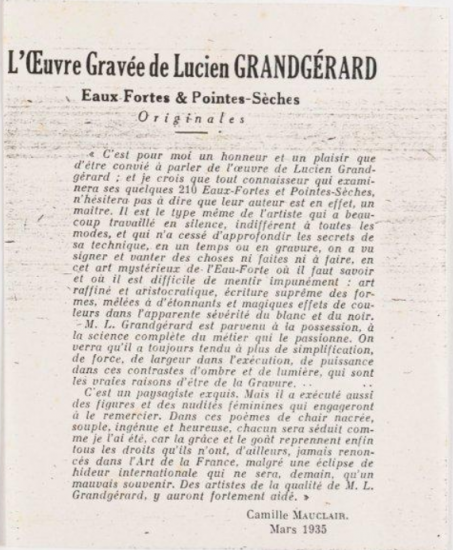 L'Œuvre Gravée de Lucien GRANDGÉRARD
Eaux-Fortes & Pointes-Sèches
Originales
« C'est pour moi un honneur et un plaisir que
d'être convié à parler de l'œuvre de Lucien Grand-
gérard ; et je crois que tout connaisseur qui exami-
nera ses quelques 210 Eaux-Fortes et Pointes-Sèches,
n'hésitera pas à dire que leur auteur est en effet, un
maître. Il est le type même de l'artiste qui a beau-
coup travaillé en silence, indifférent à toutes les
modes, et qui n'a cessé d'approfondir les secrets de
sa technique, en un temps ou en gravure, on a vu
signer et vanter des choses ni faites ni à faire, en
cet art mystérieux de l'Eau-Forte où il faut savoir
et où il est difficile de mentir impunément : art
raffiné et aristocratique, écriture suprême des for-
mes, mêlées à d'étonnants et magiques effets de cou-
leurs dans l'apparente sévérité du blanc et du noir.
- M. L. Grandgérard est parvenu à la possession, à
la science complète du métier qui le passionne. On
verra qu'il a toujours tendu à plus de simplification,
de force, de largeur dans l'exécution, de puissance
dans ces contrastes d'ombre et de lumière, qui sont
les vraies raisons d'être de la Gravure. . .
C'est un paysagiste exquis. Mais il a exécuté aussi
des figures et des nudités féminines qui engageront
à le remercier. Dans ces poèmes de chair nacrée,
souple, ingénue et heureuse, chacun sera séduit com-
me je l'ai été, car la grâce et le goût reprennent enfin
tous les droits qu'ils n'ont, d'ailleurs, jamais renon-
cés dans l'Art de la France, malgré une éclipse de
hideur internationale qui ne sera, demain, qu'un
mauvais souvenir. Des artistes de la qualité de M. L.
Grandgérard, y auront fortement aidé. »
Camille MAUCLAIR.
Mars 1935